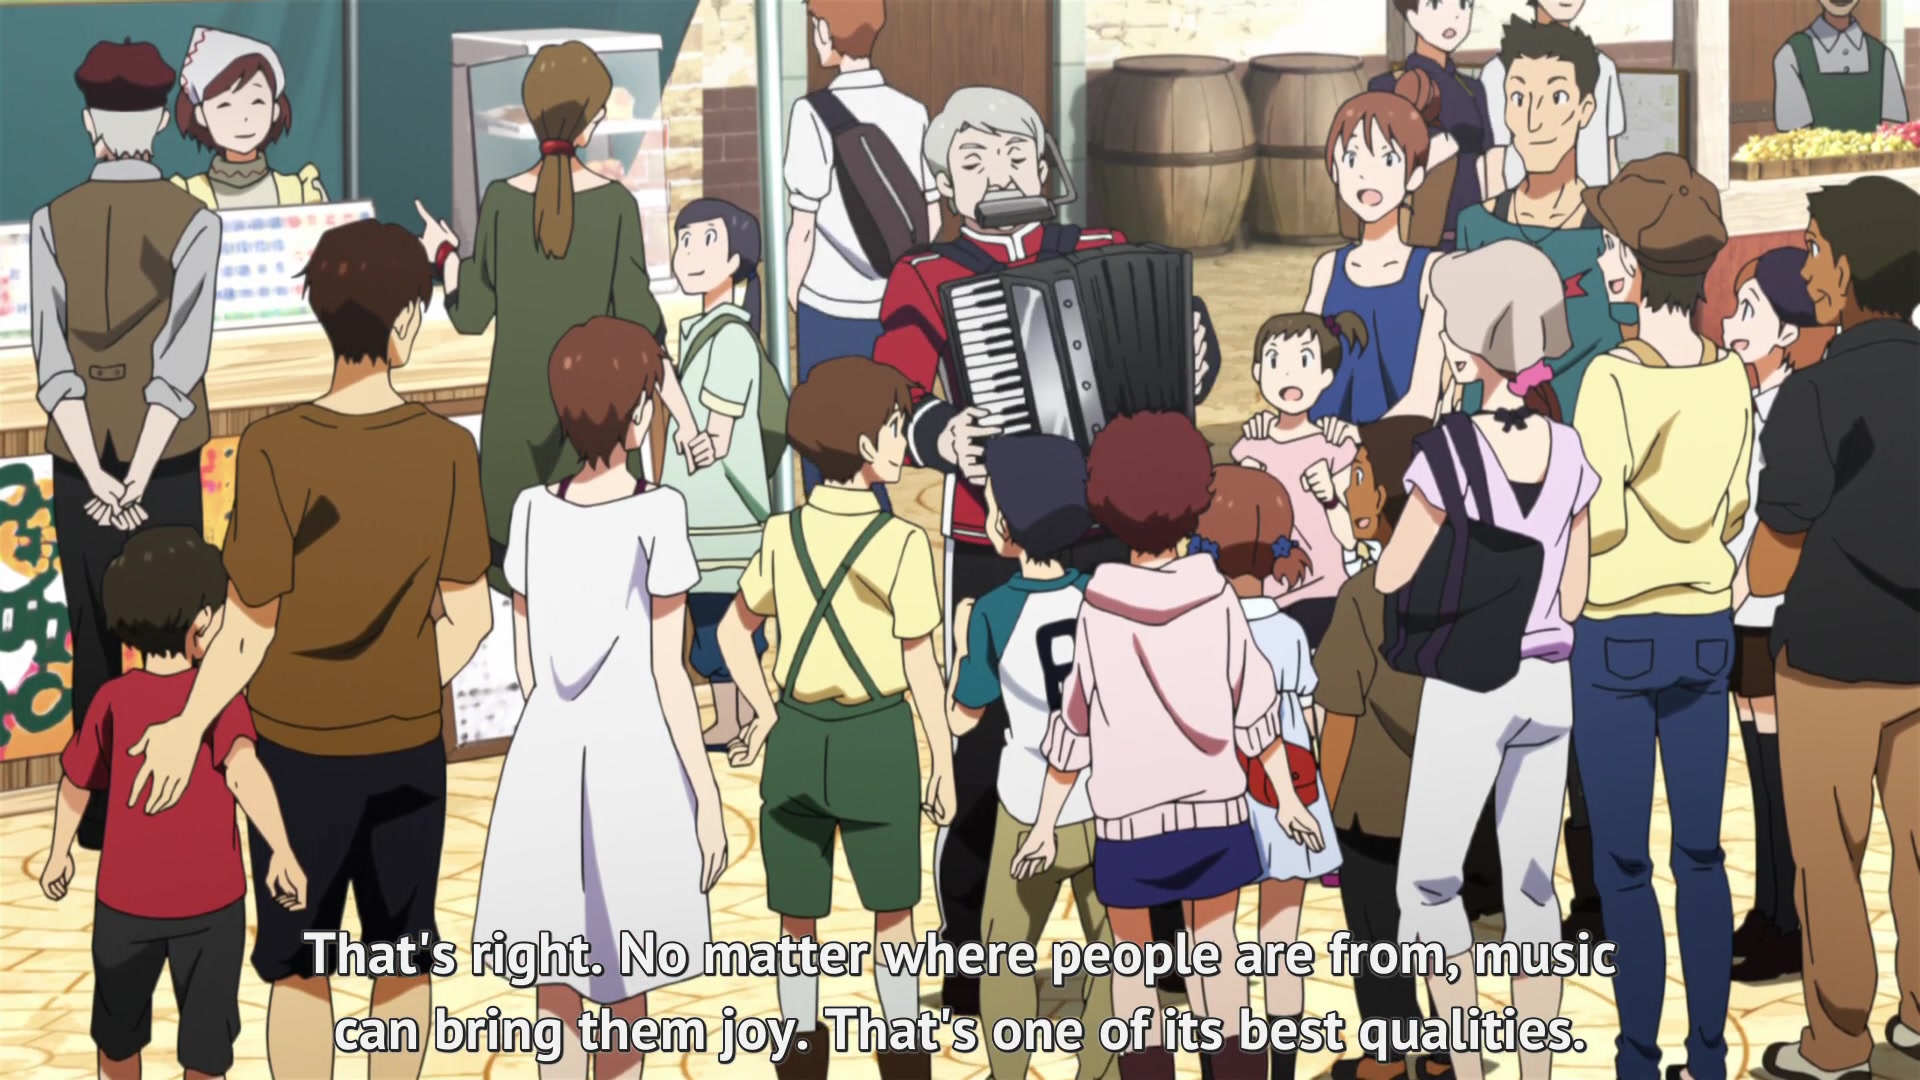 That's right. No matter where people are from, music
can bring them joy. That's one of its best qualities.